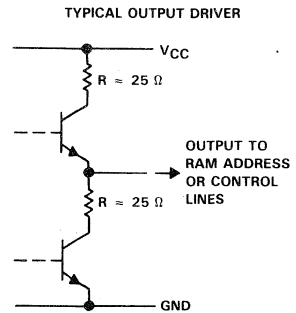 TYPICAL OUTPUT DRIVER
VCC
R ≈ 25 Ω
OUTPUT TO
RAM ADDRESS
OR CONTROL
LINES
R ≈ 25 Ω
GND